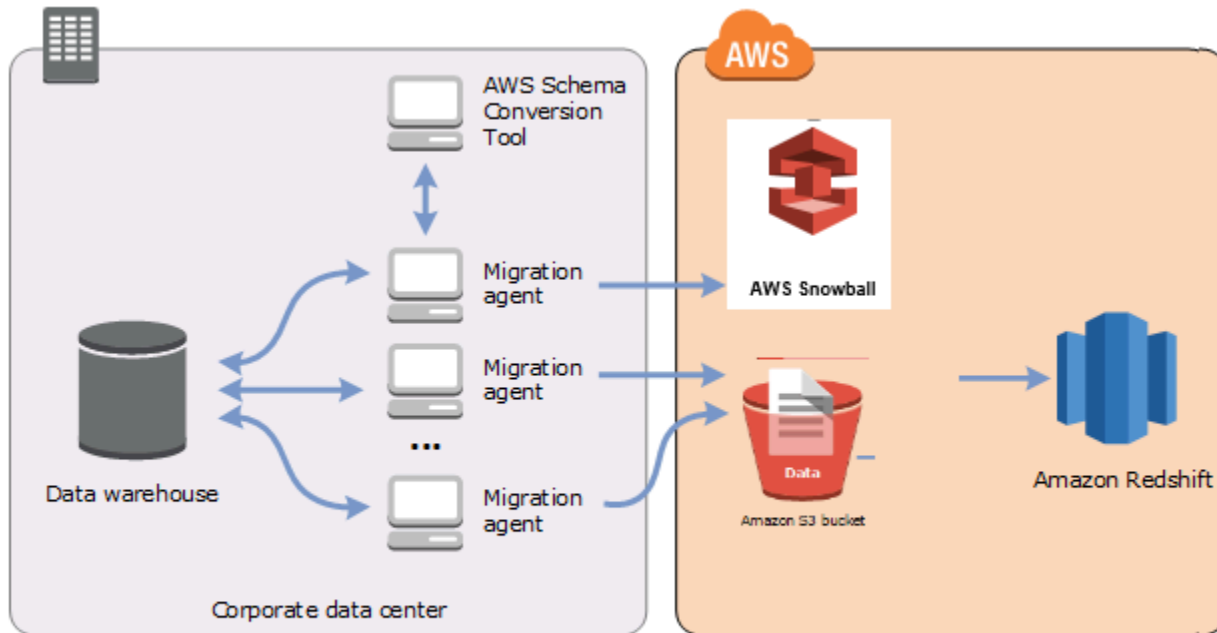 AWS Schema
Conversion
Tool
AWS
AWS Snowball
Migration
agent
Migration
agent
...
Migration
agent
Data warehouse
Data
Amazon S3 bucket
Amazon Redshift
Corporate data center